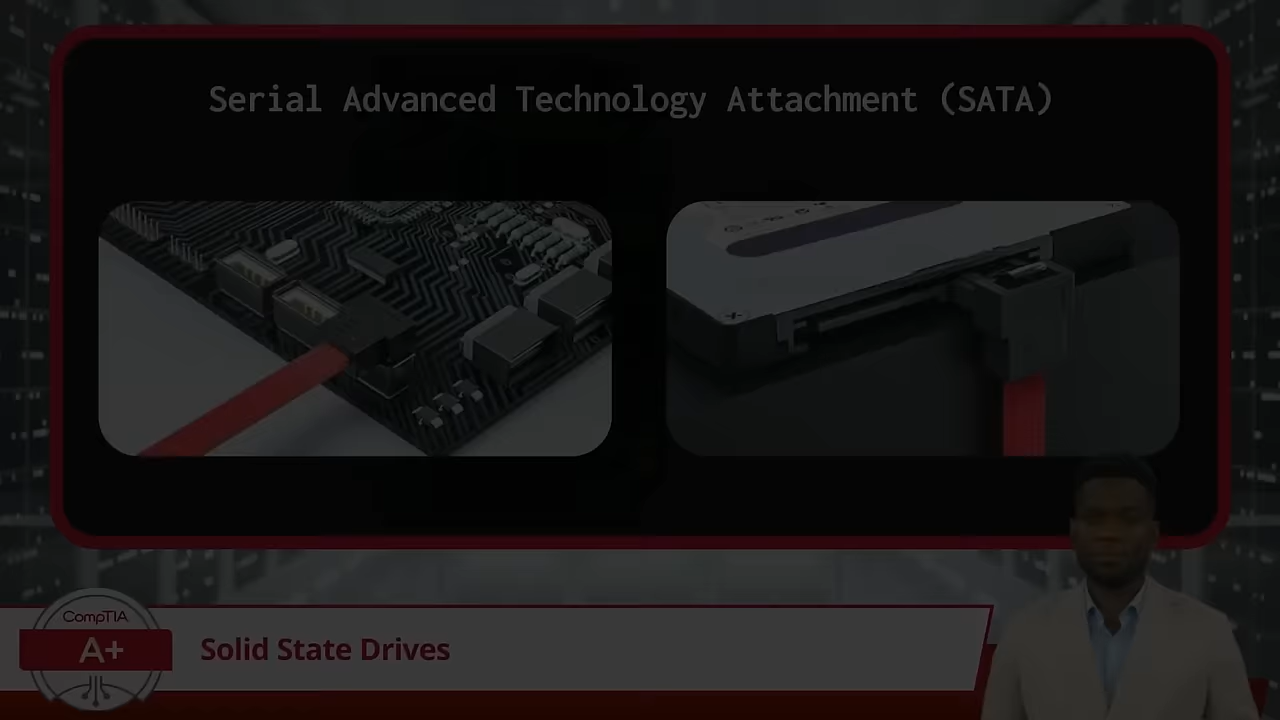 Serial Advanced Technology Attachment (SATA)
CompTIA
A+
Solid State Drives